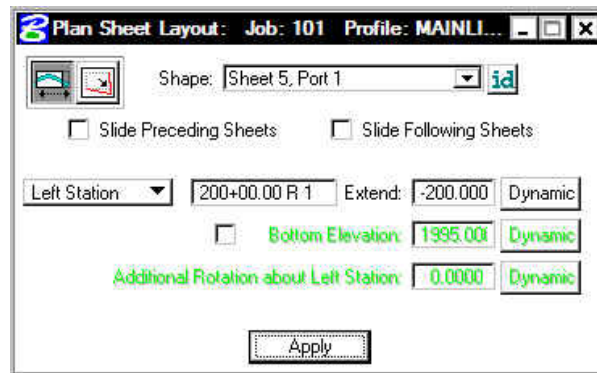 Plan Sheet Layout: Job: 101 Profile: MAINLI...
Shape: Sheet 5, Port 1 id
Slide Preceding Sheets Slide Following Sheets
Left Station 200+00.00 R 1 Extend: -200.000 Dynamic
Bottom Elevation: 1995.00( Dynamic
Additional Rotation about Left Station: 0.0000 Dynamic
Apply